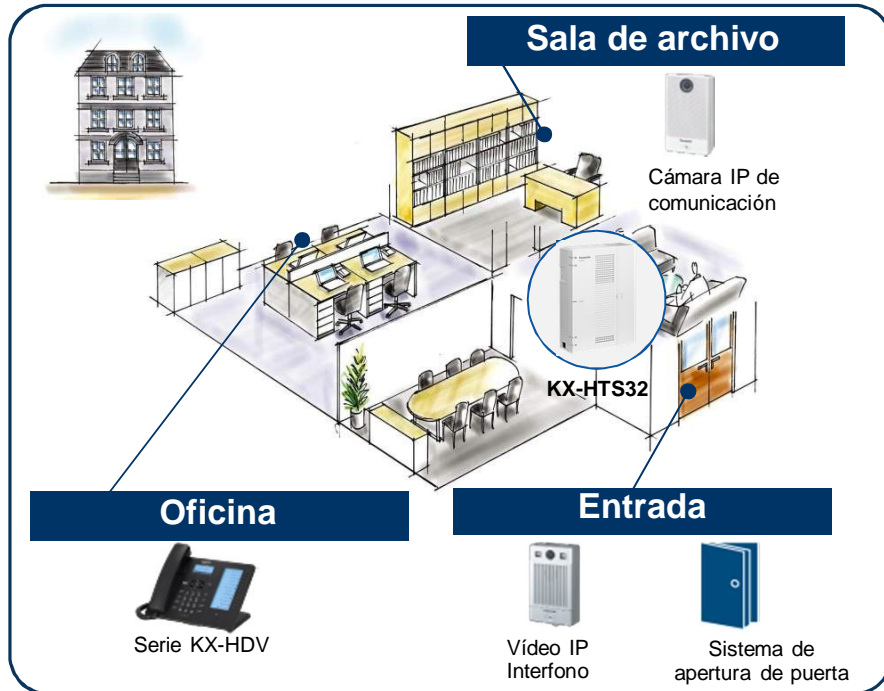 Sala de archivo
Cámara IP de
comunicación
KX-HTS32
Oficina
Entrada
Serie KX-HDV
Vídeo IP
Interfono
Sistema de
apertura de puerta